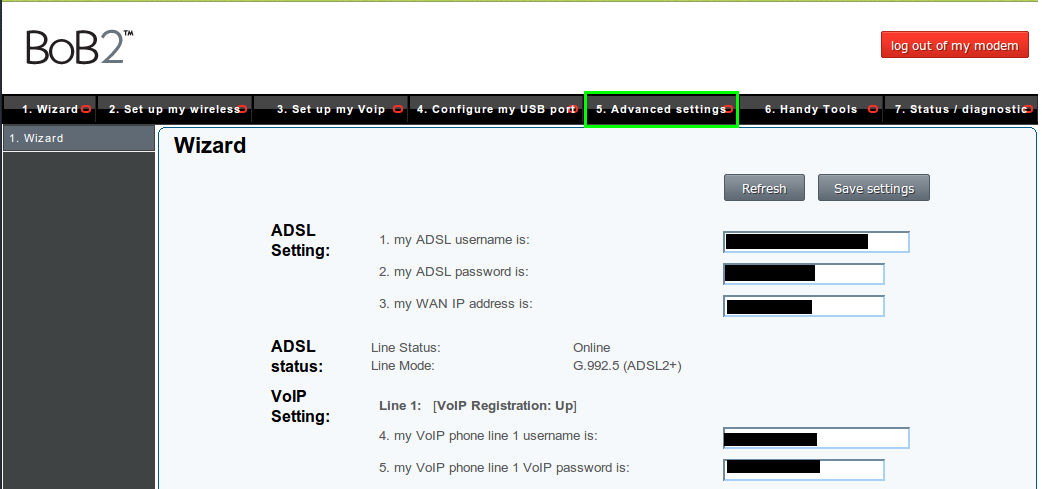 BoB2™
log out of my modem
1. Wizard 2. Set up my wireless 3. Set up my Voip 4. Configure my USB port 5. Advanced settings 6. Handy Tools 7. Status / diagnostic
1. Wizard
Wizard
Refresh Save settings
ADSL
Setting:
1. my ADSL username is:
2. my ADSL password is:
3. my WAN IP address is:
ADSL
status:
Line Status: Online
Line Mode: G.992.5 (ADSL2+)
VoIP
Setting:
Line 1: [VoIP Registration: Up]
4. my VoIP phone line 1 username is:
5. my VoIP phone line 1 VoIP password is: